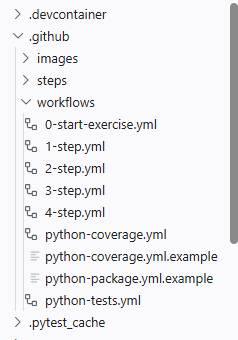 .devcontainer
.github
images
steps
workflows
0-start-exercise.yml
1-step.yml
2-step.yml
3-step.yml
4-step.yml
python-coverage.yml
python-coverage.yml.example
python-package.yml.example
python-tests.yml
.pytest_cache